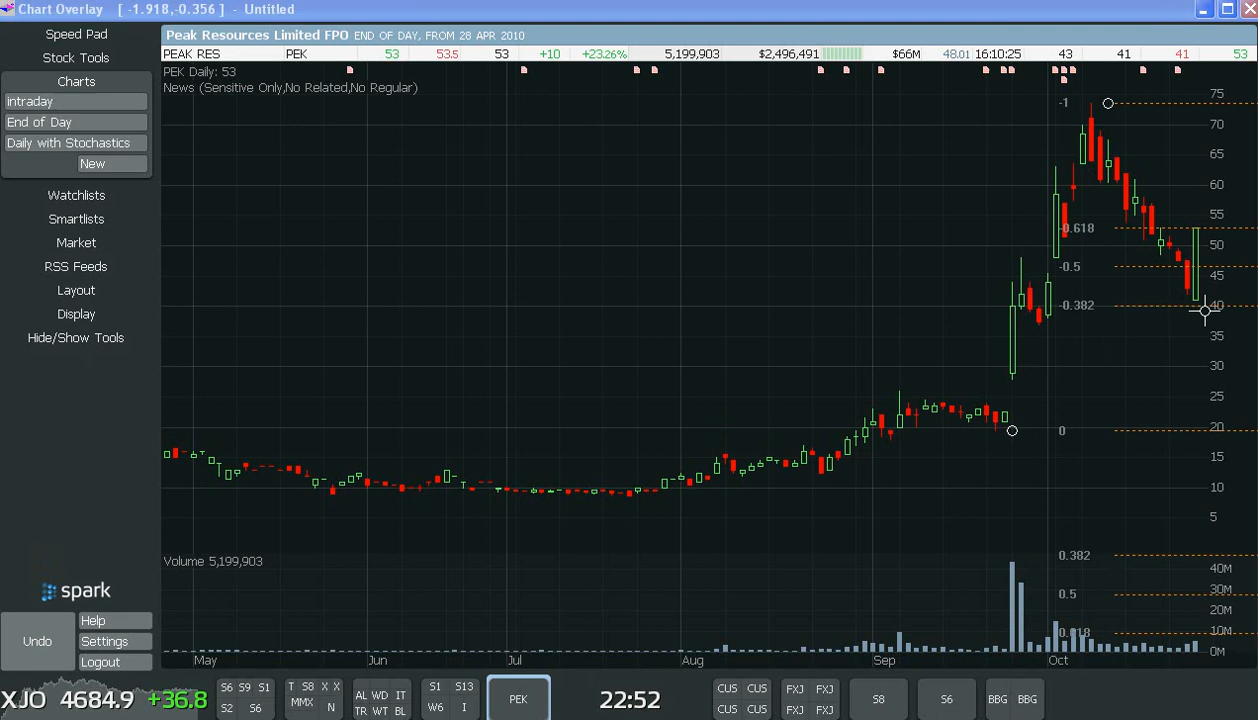 Chart Overlay [ -1.918,-0.356 ] - Untitled
Speed Pad
Stock Tools
Charts
intraday
End of Day
Daily with Stochastics
New
Watchlists
Smartlists
Market
RSS Feeds
Layout
Display
Hide/Show Tools
spark
Undo
Help
Settings
Logout
Peak Resources Limited FPO END OF DAY, FROM 28 APR 2010
PEAK RES PEK 53 53.5 53 +10 +23.26% 5,199,903 $2,496,491 $66M 48.01 16:10:25 43 41 41 53
PEK Daily: 53
News (Sensitive Only,No Related,No Regular)
-1
-0.618
-0.5
-0.382
0
75
70
65
60
55
50
45
40
35
30
25
20
15
10
5
Volume 5,199,903
0.382
0.5
0.618
40M
30M
20M
10M
0M
May Jun Jul Aug Sep Oct
XJO 4684.9 +36.8
S6 S9 S1
S2 S6
T S8 X X
MMX N
AL WD IT
TR WT BL
S1 S13
W6 I
PEK
22:52
CUS CUS
CUS CUS
FXJ FXJ
FXJ FXJ
S8
S6
BBG BBG